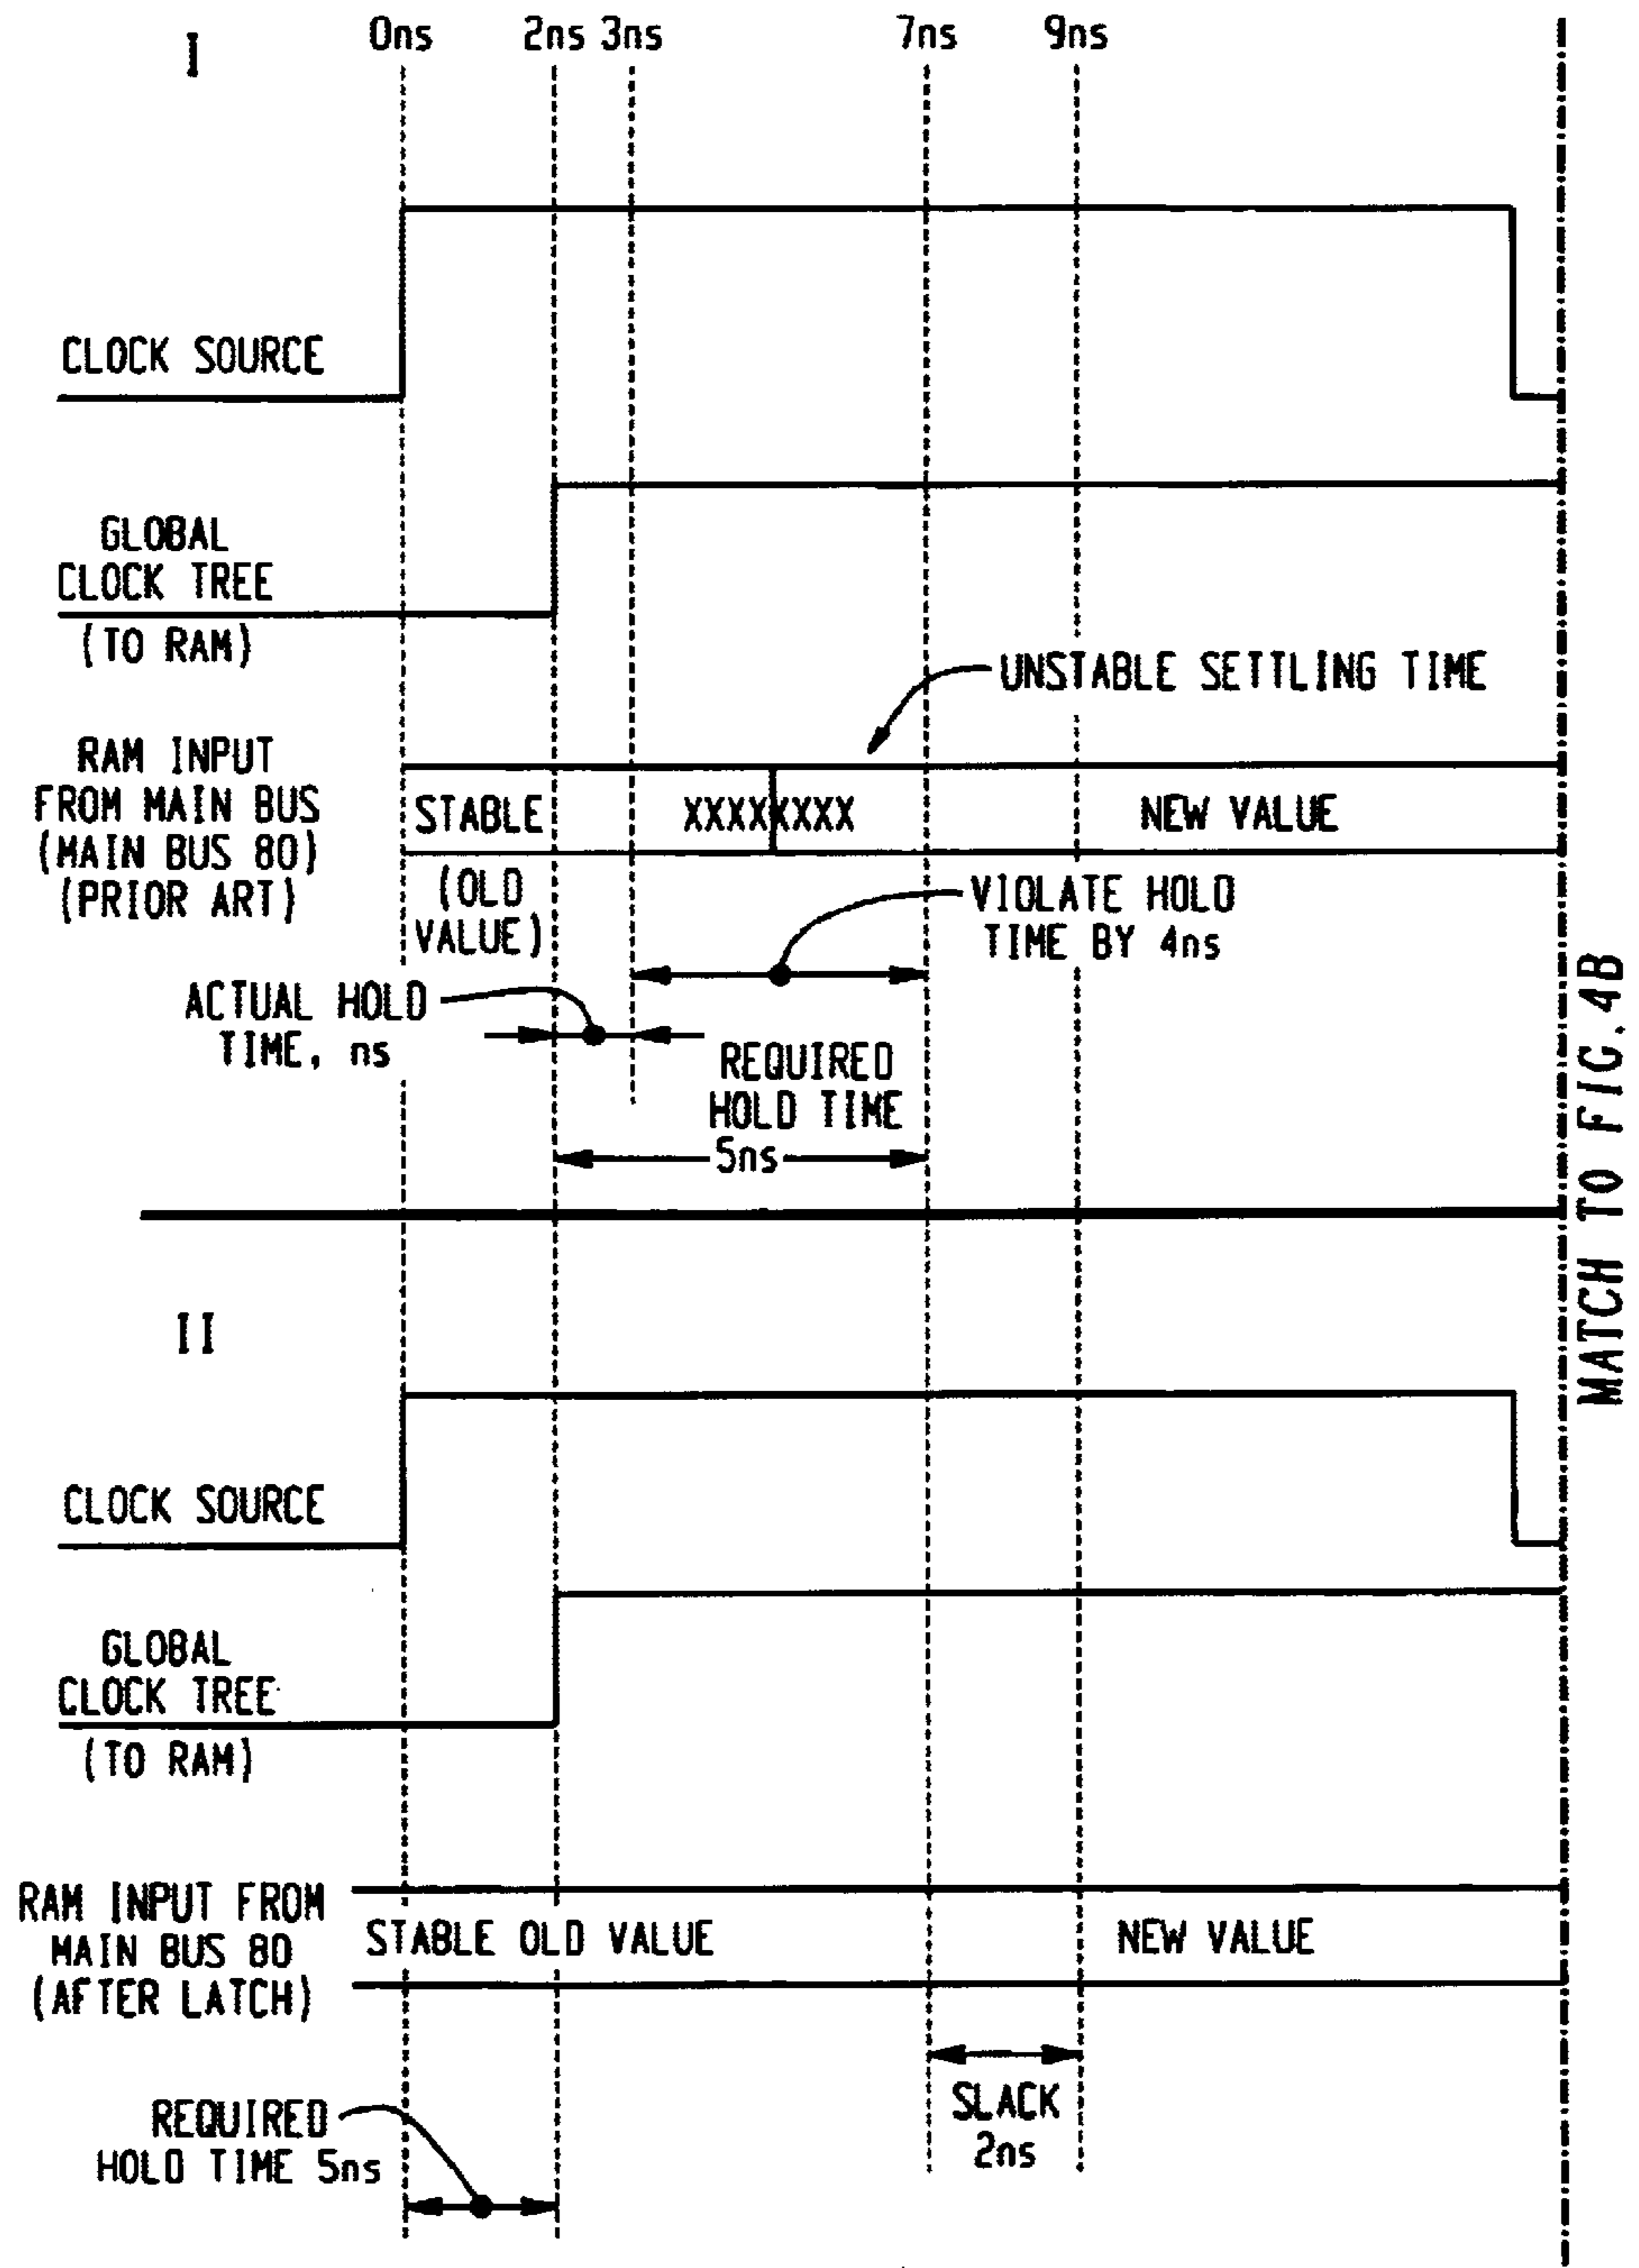 I
0ns 2ns 3ns 7ns 9ns
CLOCK SOURCE
GLOBAL
CLOCK TREE
(TO RAM)
UNSTABLE SETTLING TIME
RAM INPUT
FROM MAIN BUS
(MAIN BUS 80)
(PRIOR ART)
STABLE XXXXXXXX NEW VALUE
(OLD
VALUE)
VIOLATE HOLD
TIME BY 4ns
ACTUAL HOLD
TIME, ns
REQUIRED
HOLD TIME
5ns
MATCH TO FIG.4B
II
CLOCK SOURCE
GLOBAL
CLOCK TREE
(TO RAM)
RAM INPUT FROM
MAIN BUS 80
(AFTER LATCH)
STABLE OLD VALUE NEW VALUE
SLACK
2ns
REQUIRED
HOLD TIME 5ns